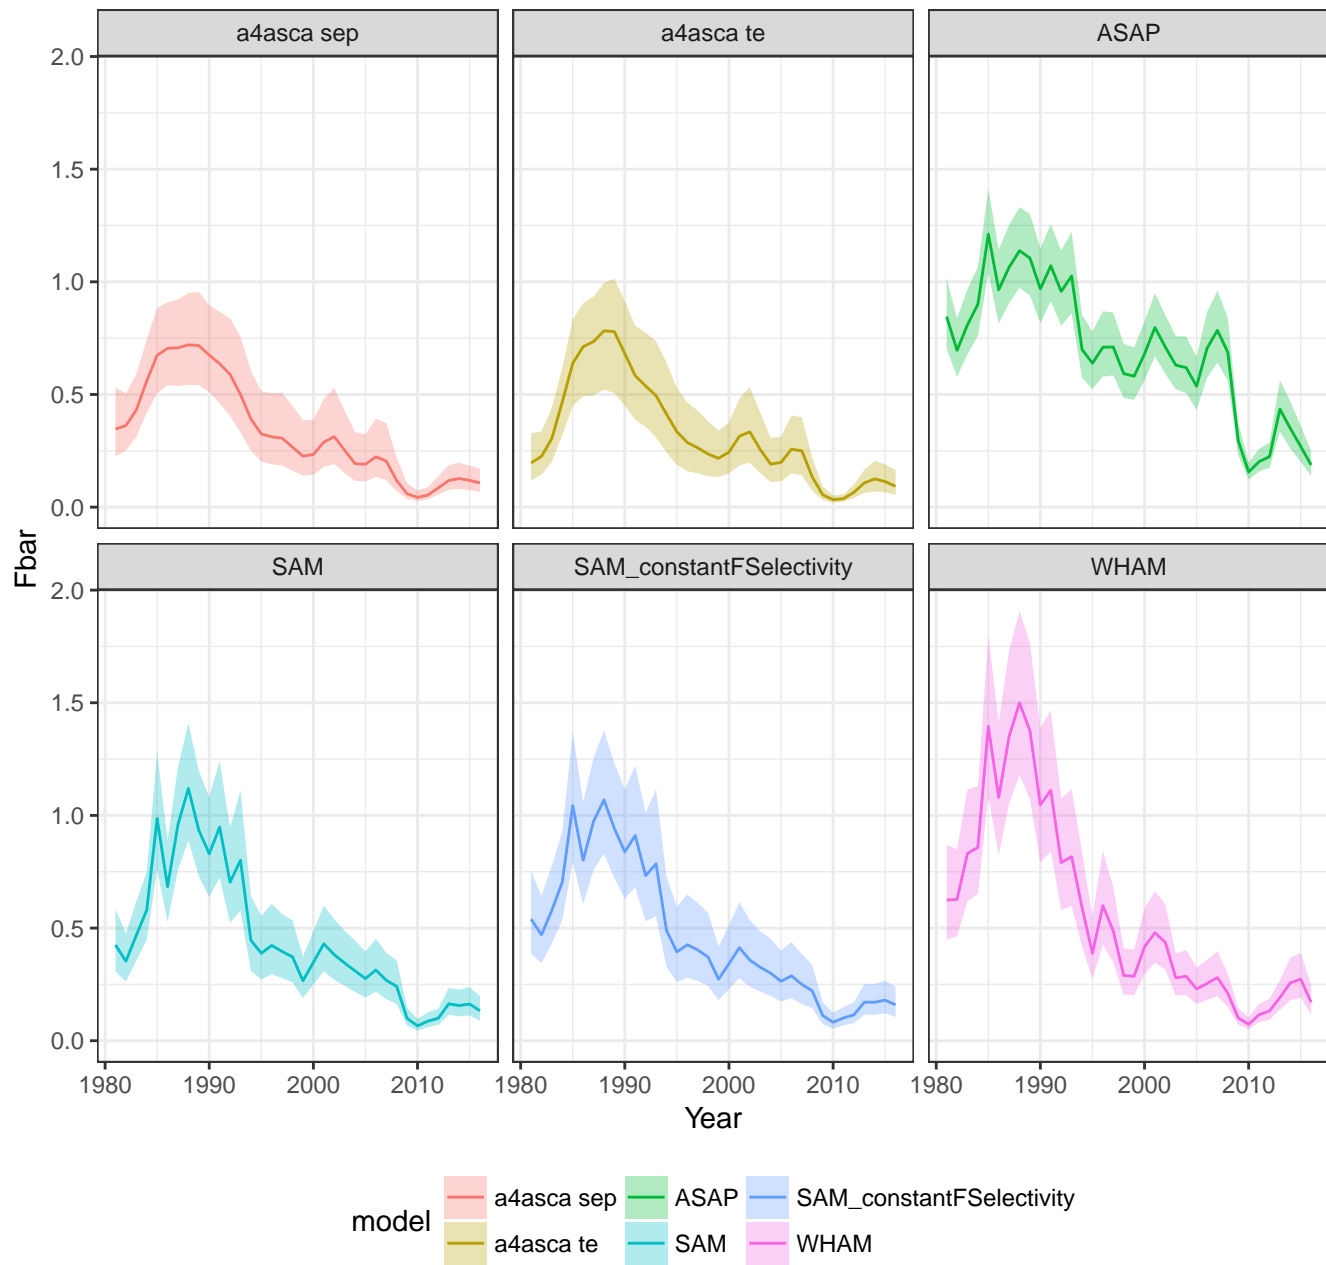 a4asca sep a4asca te ASAP
2.0
1.5
1.0
0.5
0.0
Fbar
SAM SAM_constantFSelectivity WHAM
2.0
1.5
1.0
0.5
0.0
1980 1990 2000 2010 1980 1990 2000 2010 1980 1990 2000 2010
Year
model
a4asca sep ASAP SAM_constantFSelectivity
a4asca te SAM WHAM